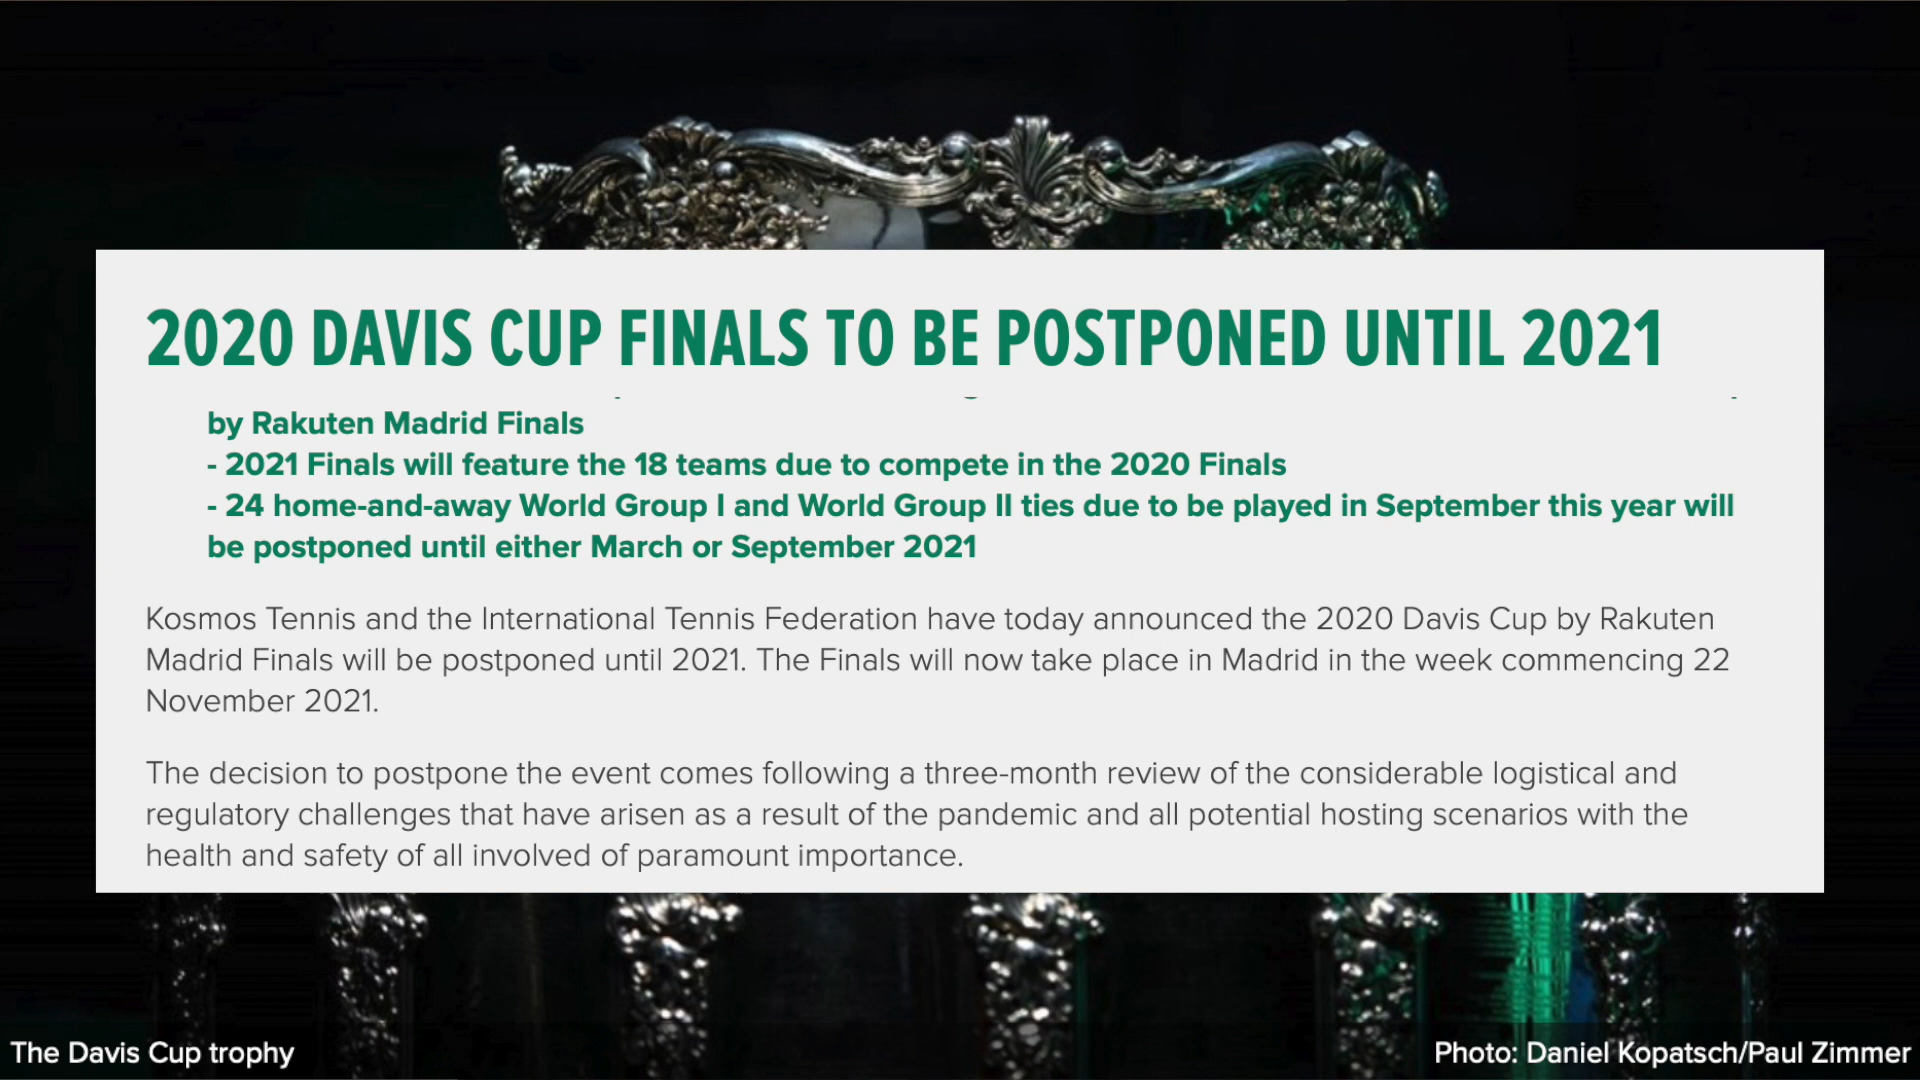 2020 DAVIS CUP FINALS TO BE POSTPONED UNTIL 2021
by Rakuten Madrid Finals
- 2021 Finals will feature the 18 teams due to compete in the 2020 Finals
- 24 home-and-away World Group I and World Group II ties due to be played in September this year will
be postponed until either March or September 2021
Kosmos Tennis and the International Tennis Federation have today announced the 2020 Davis Cup by Rakuten
Madrid Finals will be postponed until 2021. The Finals will now take place in Madrid in the week commencing 22
November 2021.
The decision to postpone the event comes following a three-month review of the considerable logistical and
regulatory challenges that have arisen as a result of the pandemic and all potential hosting scenarios with the
health and safety of all involved of paramount importance.
The Davis Cup trophy
Photo: Daniel Kopatsch/Paul Zimmer